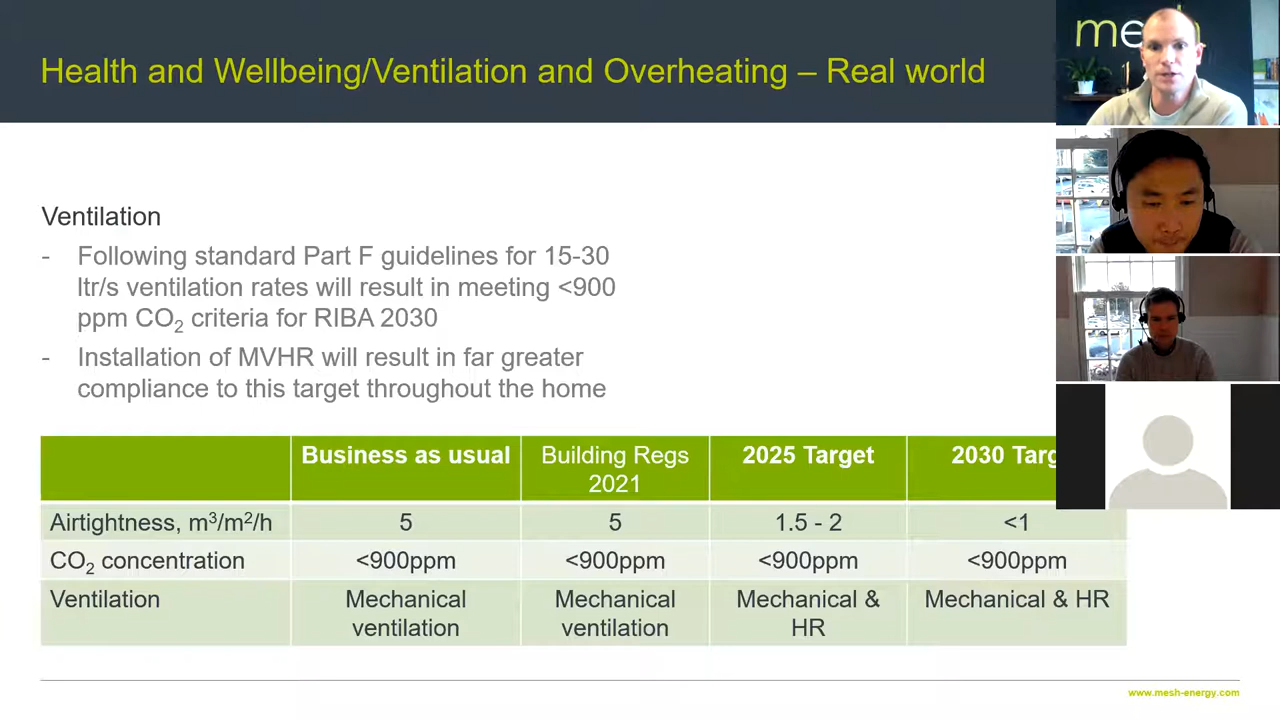 Health and Wellbeing/Ventilation and Overheating – Real world
mesh
Ventilation
- Following standard Part F guidelines for 15-30
ltr/s ventilation rates will result in meeting <900
ppm CO₂ criteria for RIBA 2030
- Installation of MVHR will result in far greater
compliance to this target throughout the home
Business as usual Building Regs 2021 2025 Target 2030 Targ
Airtightness, m³/m²/h 5 5 1.5 - 2 <1
CO₂ concentration <900ppm <900ppm <900ppm <900ppm
Ventilation Mechanical ventilation Mechanical ventilation Mechanical & HR Mechanical & HR
www.mesh-energy.com